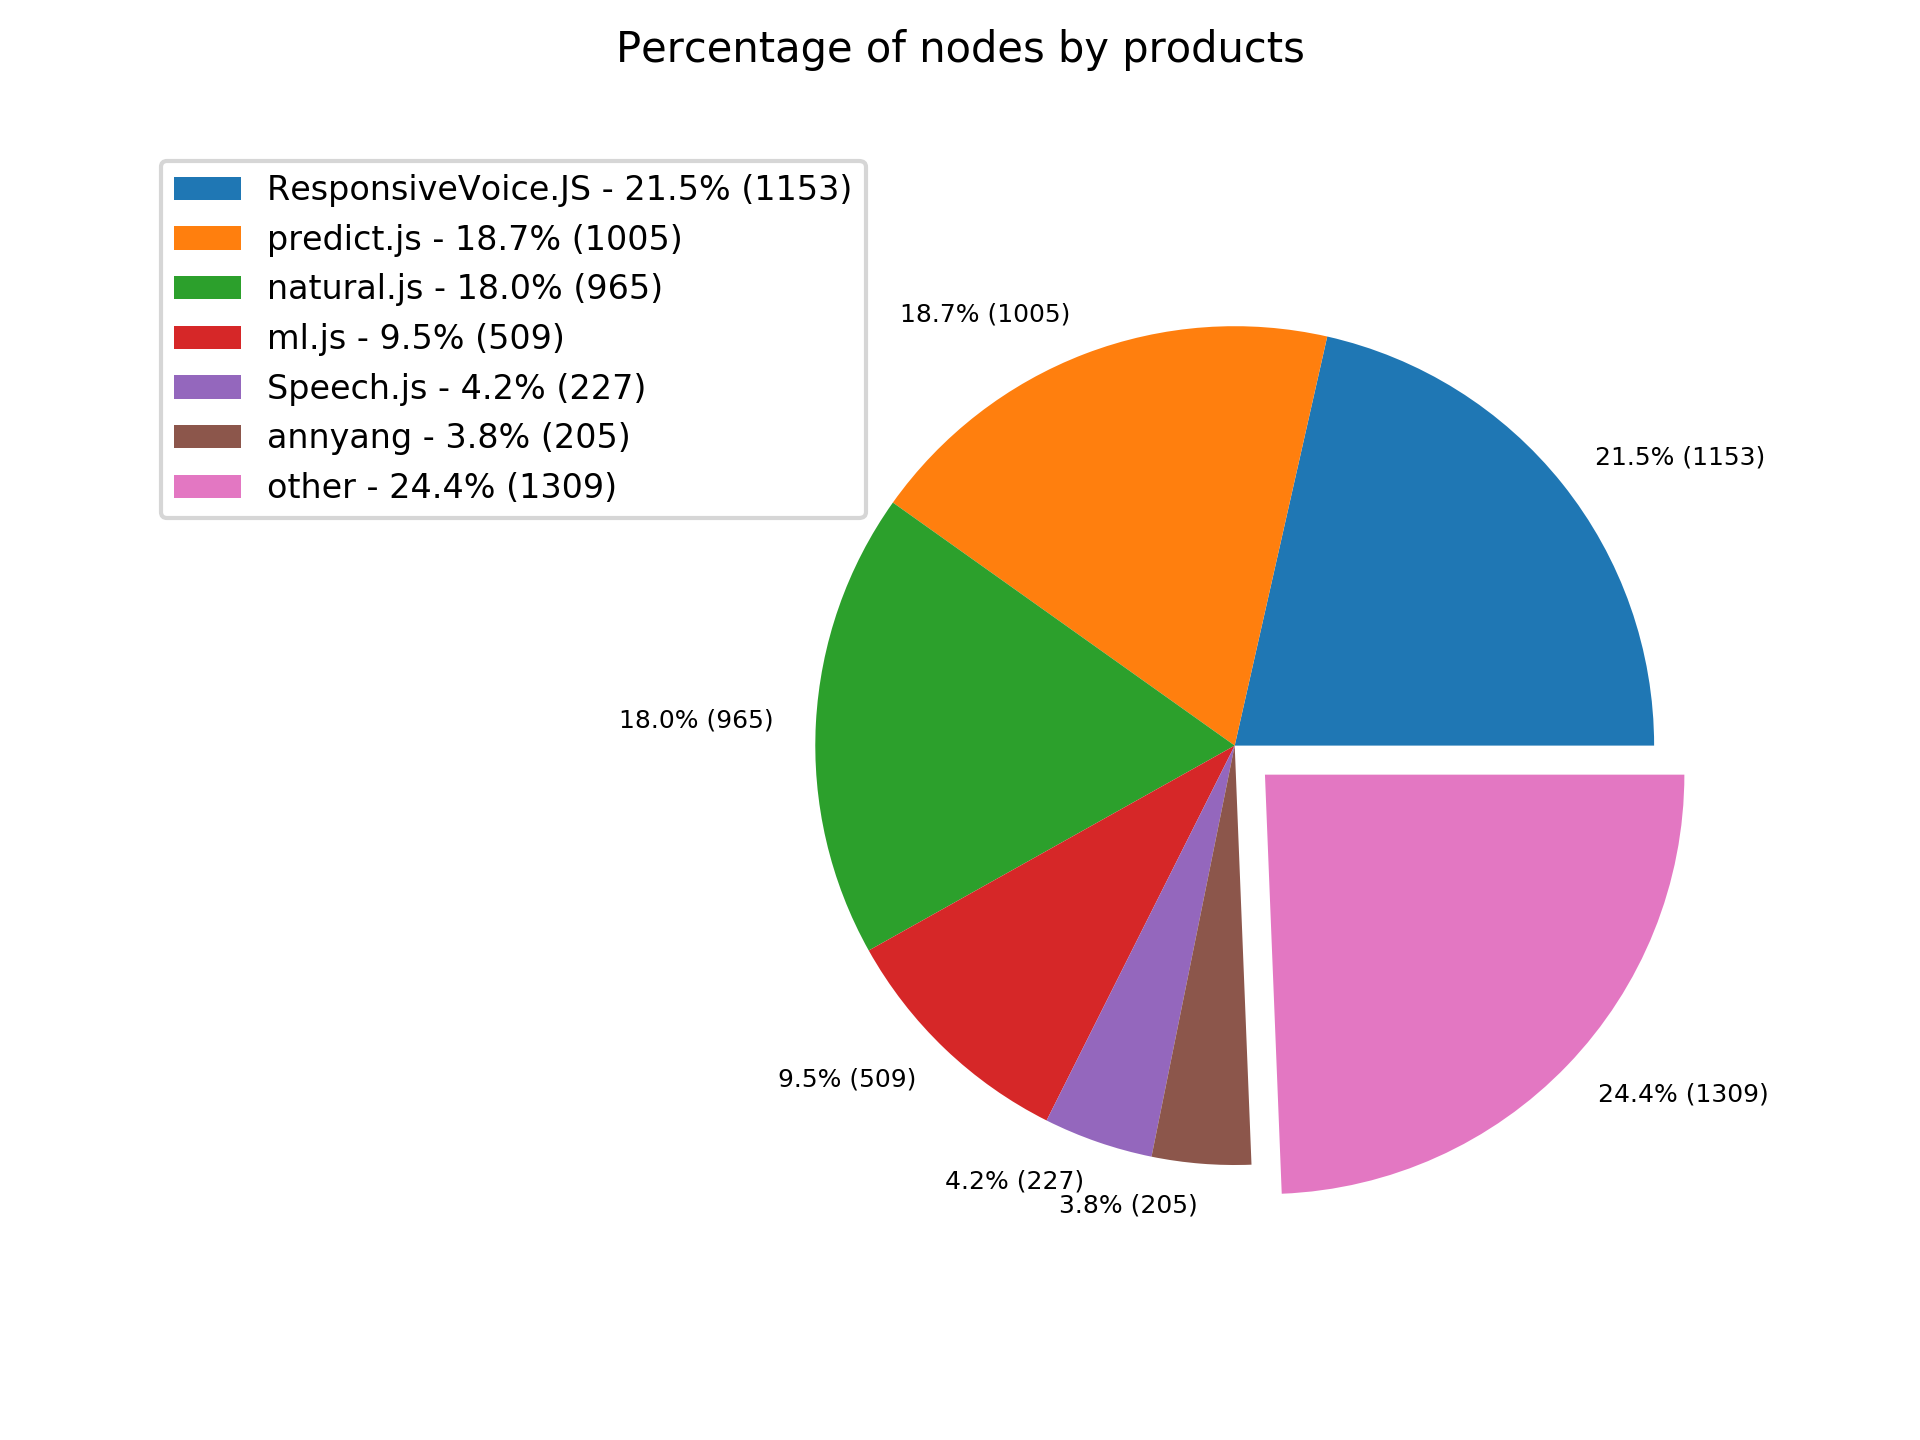 Percentage of nodes by products
ResponsiveVoice.JS - 21.5% (1153)
predict.js - 18.7% (1005)
natural.js - 18.0% (965)
ml.js - 9.5% (509)
Speech.js - 4.2% (227)
annyang - 3.8% (205)
other - 24.4% (1309)
18.7% (1005)
21.5% (1153)
18.0% (965)
9.5% (509)
24.4% (1309)
4.2% (227)
3.8% (205)